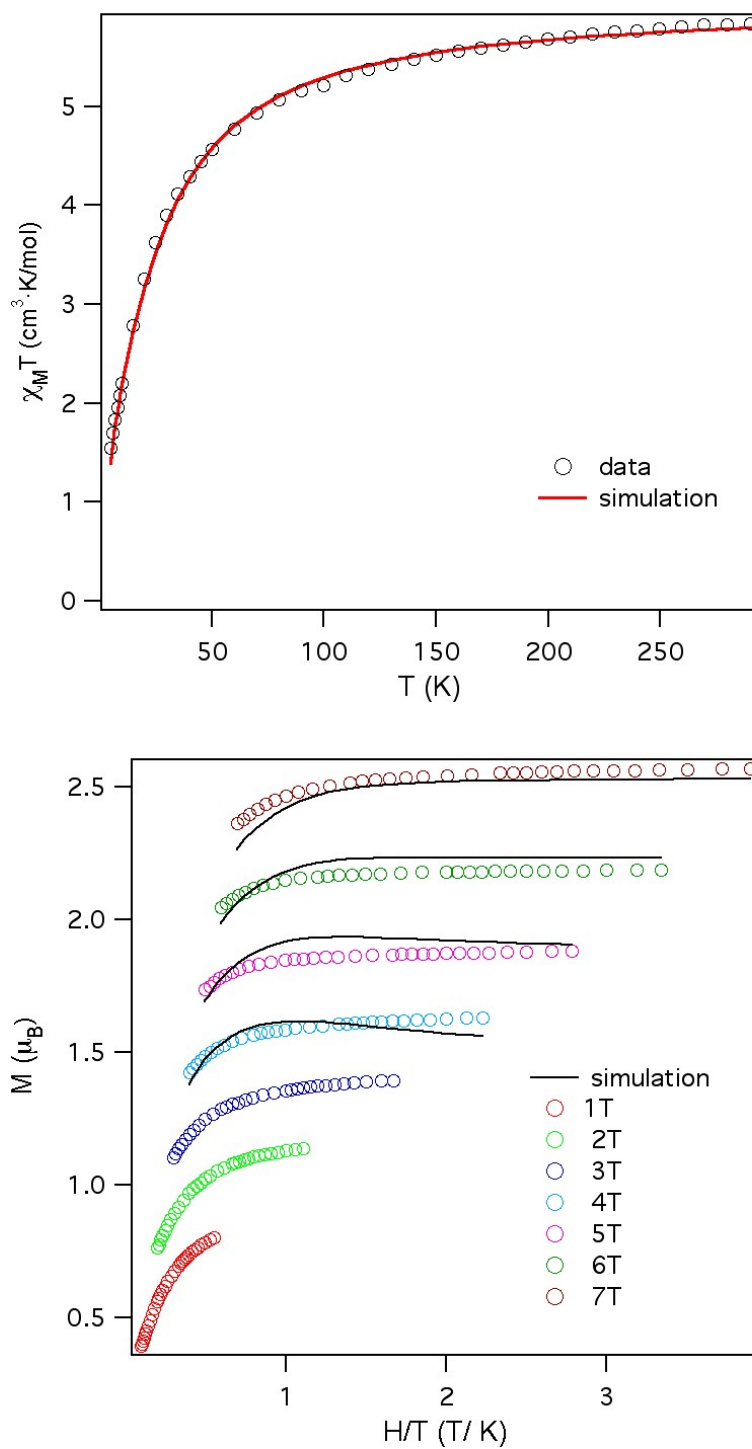 χMT (cm³·K/mol)
5
4
3
2
1
0
data
simulation
50
100
150
200
250
T (K)
M (μB)
2.5
2.0
1.5
1.0
0.5
simulation
1T
2T
3T
4T
5T
6T
7T
1
2
3
H/T (T/ K)